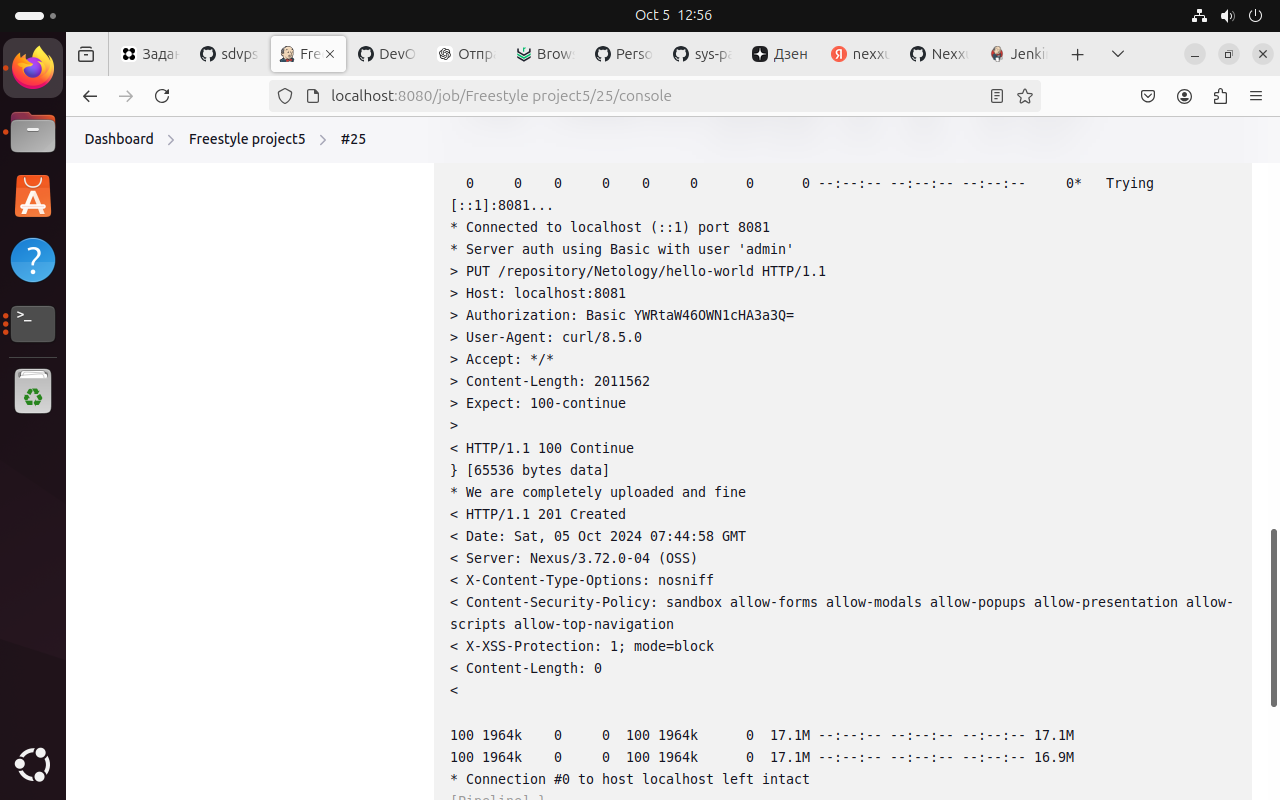 Oct 5 12:56
Задан
sdvps
Fre
DevO
Отпра
Brow
Perso
sys-pa
Дзен
nexxu
Nexxu
Jenki
localhost:8080/job/Freestyle project5/25/console
Dashboard
Freestyle project5
#25
0 0 0 0 0 0 0 0 --:--:-- --:--:-- --:--:-- 0* Trying
[::1]:8081...
* Connected to localhost (::1) port 8081
* Server auth using Basic with user 'admin'
> PUT /repository/Netology/hello-world HTTP/1.1
> Host: localhost:8081
> Authorization: Basic YWRtaW46OWN1cHA3a3Q=
> User-Agent: curl/8.5.0
> Accept: */*
> Content-Length: 2011562
> Expect: 100-continue
>
< HTTP/1.1 100 Continue
} [65536 bytes data]
* We are completely uploaded and fine
< HTTP/1.1 201 Created
< Date: Sat, 05 Oct 2024 07:44:58 GMT
< Server: Nexus/3.72.0-04 (OSS)
< X-Content-Type-Options: nosniff
< Content-Security-Policy: sandbox allow-forms allow-modals allow-popups allow-presentation allow-
scripts allow-top-navigation
< X-XSS-Protection: 1; mode=block
< Content-Length: 0
<
100 1964k 0 0 100 1964k 0 17.1M --:--:-- --:--:-- --:--:-- 17.1M
100 1964k 0 0 100 1964k 0 17.1M --:--:-- --:--:-- --:--:-- 16.9M
* Connection #0 to host localhost left intact
[Pipeline] }